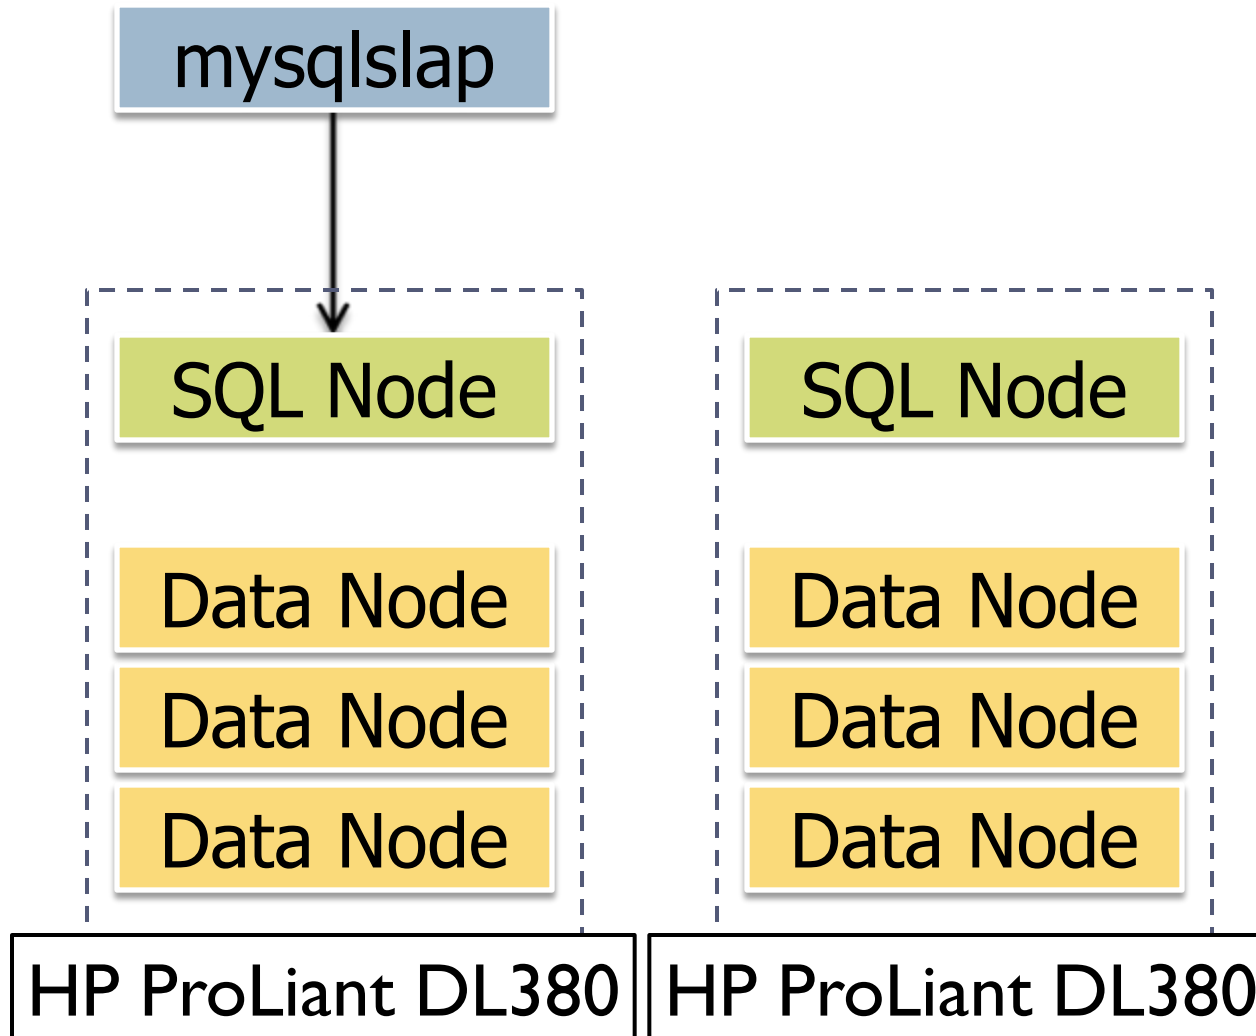 mysqlslap
SQL Node
SQL Node
Data Node
Data Node
Data Node
Data Node
Data Node
Data Node
HP ProLiant DL380
HP ProLiant DL380